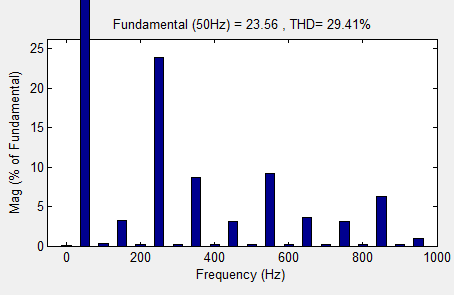 Fundamental (50Hz) = 23.56 , THD= 29.41%
25
20
15
10
5
0
Mag (% of Fundamental)
0 200 400 600 800 1000
Frequency (Hz)